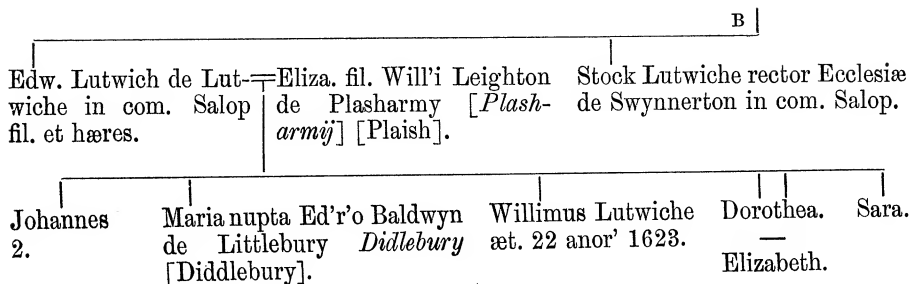 B
Edw. Lutwich de Lut-
wiche in com. Salop
fil. et hæres.
Eliza. fil. Will'i Leighton
de Plasharmy [Plash-
armij] [Plaish].
Stock Lutwiche rector Ecclesiæ
de Swynnerton in com. Salop.
Johannes
2.
Maria nupta Ed'r'o Baldwyn
de Littlebury Didlebury
[Diddlebury].
Willimus Lutwiche
æt. 22 anor' 1623.
Dorothea.
—
Elizabeth.
Sara.